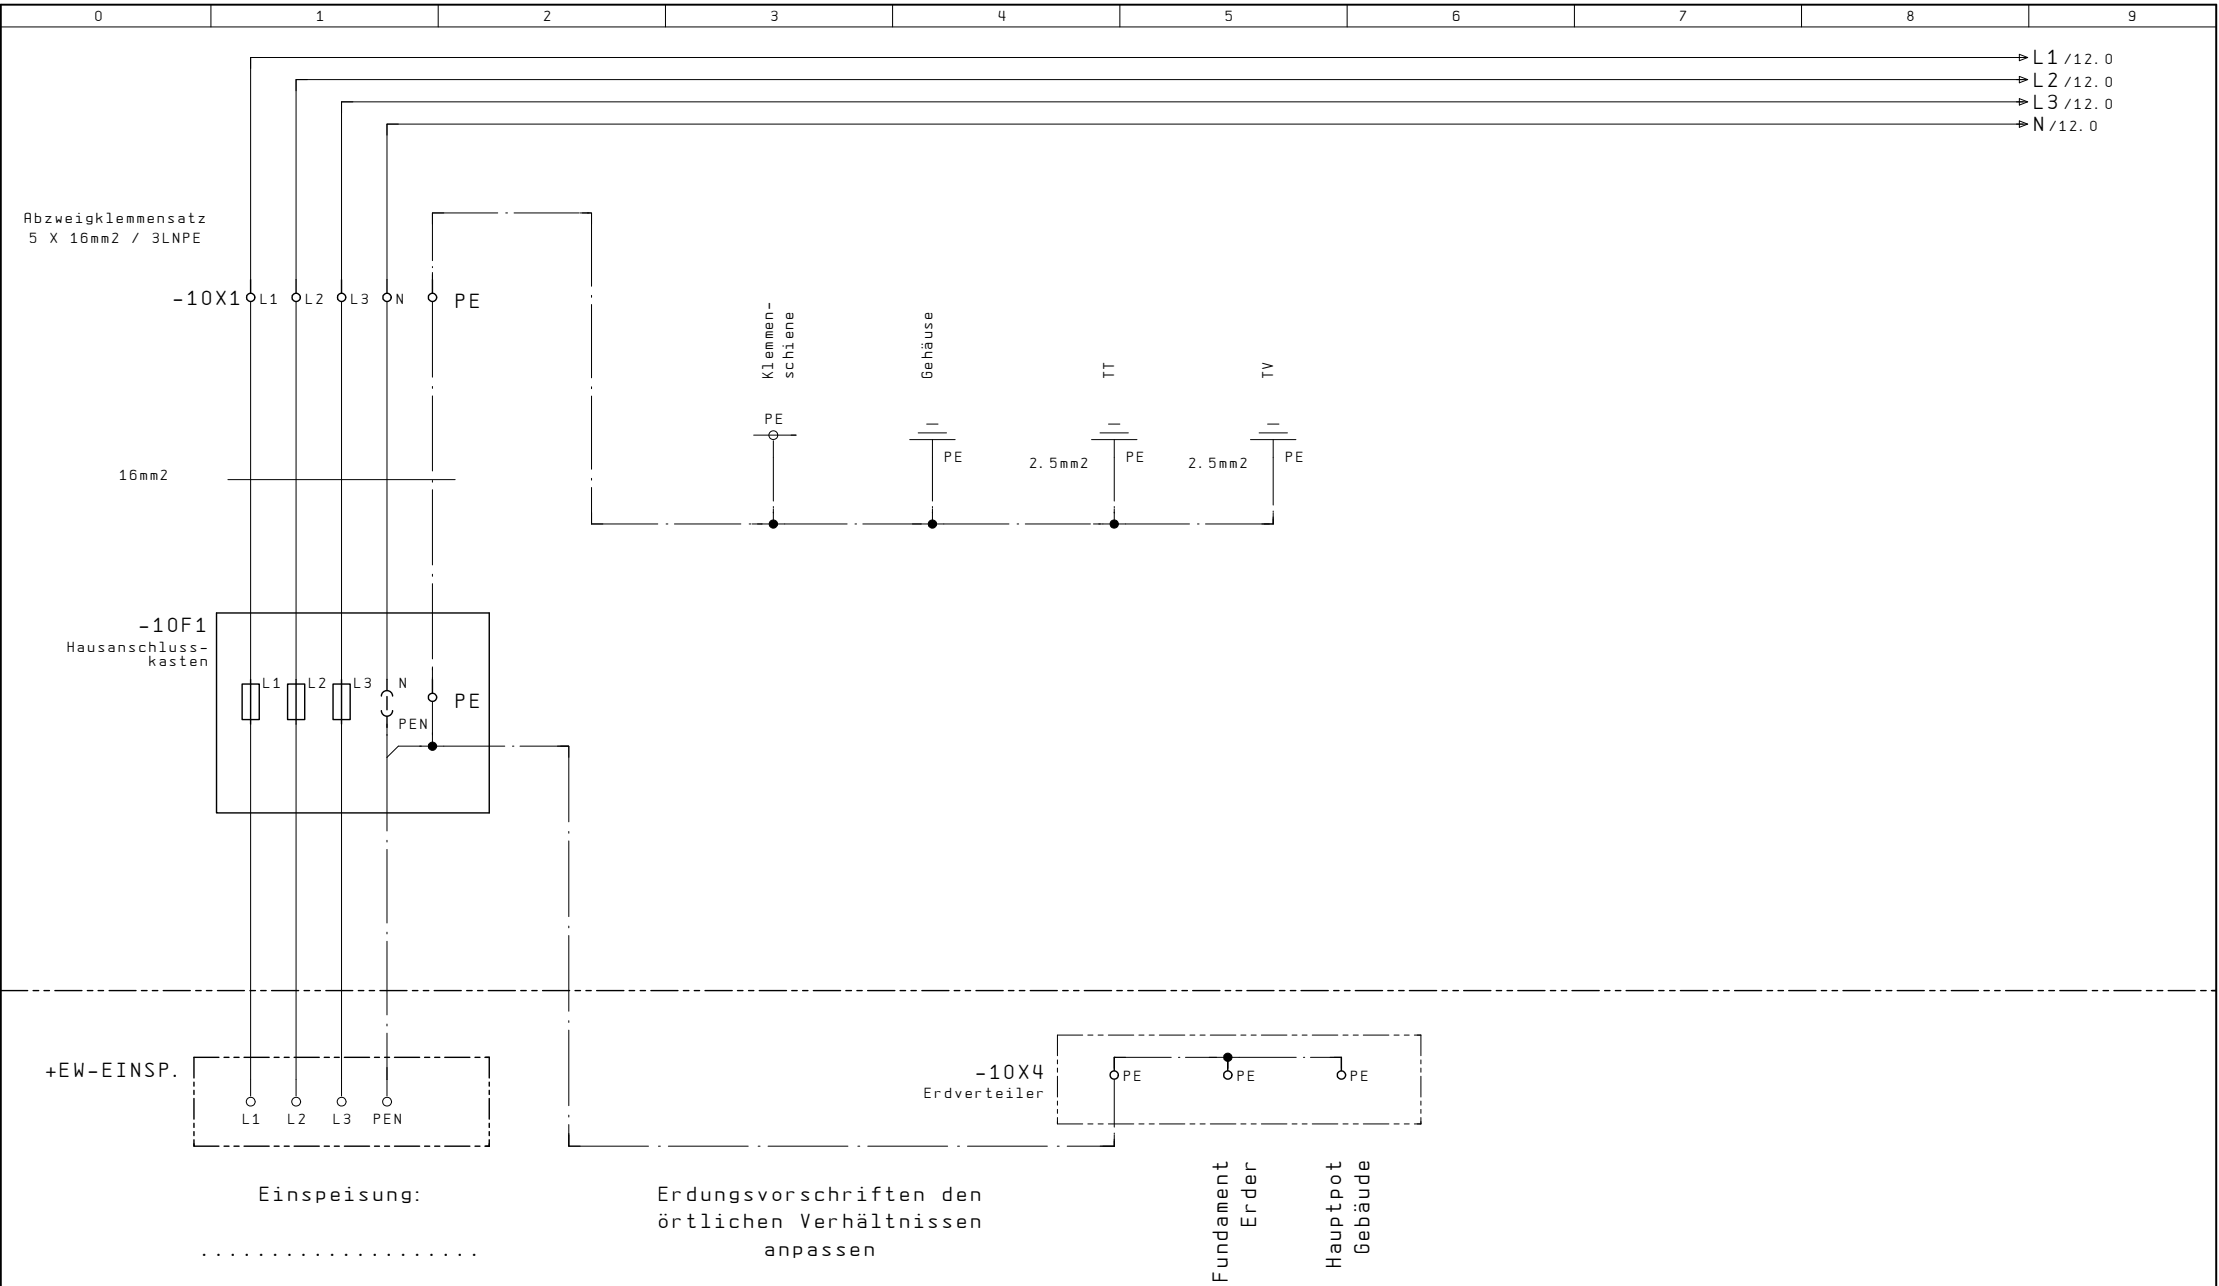 0 1 2 3 4 5 6 7 8 9
L1 /12.0
L2 /12.0
L3 /12.0
N /12.0
Abzweigklemmensatz
5 X 16mm2 / 3LNPE
-10X1 L1 L2 L3 N PE
Klemmen-
schiene
Gehäuse
TT
TV
PE
PE
2.5mm2 PE
2.5mm2 PE
16mm2
-10F1
Hausanschluss-
kasten
L1 L2 L3 N
PE
PEN
+EW-EINSP.
L1 L2 L3 PEN
-10X4
Erdverteiler
PE PE PE
Einspeisung:
....................
Erdungsvorschriften den
örtlichen Verhältnissen
anpassen
Fundament
Erder
Hauptpot
Gebäude